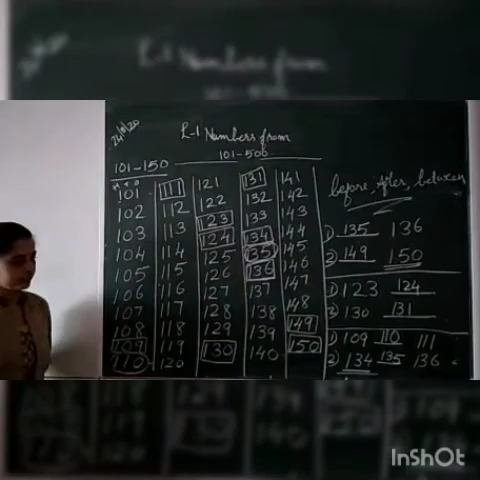 L-1 Numbers from
101-500
101-150
H T O
101 111 121 131 141
102 112 122 132 142
103 113 123 133 143
104 114 124 134 144
105 115 125 135 145
106 116 126 136 146
107 117 127 137 147
108 118 128 138 148
109 119 129 139 149
110 120 130 140 150
before, after, between
1) 135 136
2) 149 150
1) 123 124
2) 130 131
1) 109 110 111
2) 134 135 136
InShOt